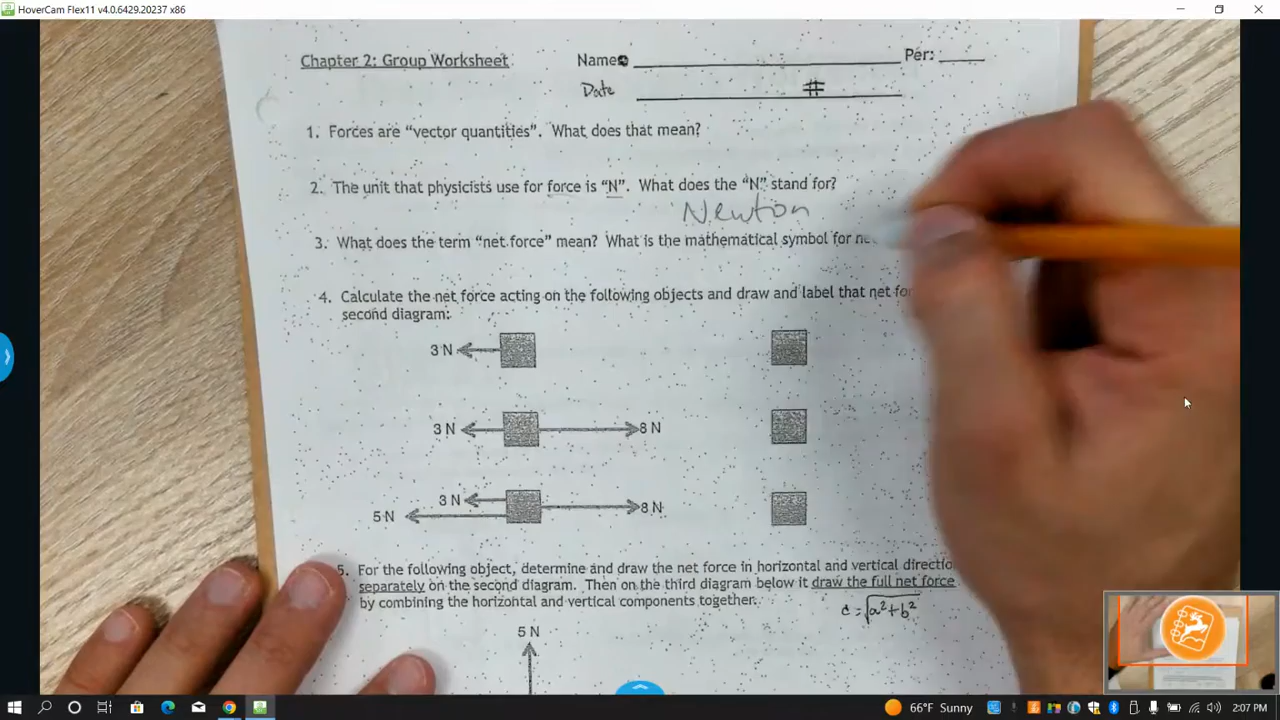 HoverCam Flex11 v4.0.6429.20237 x86
Chapter 2: Group Worksheet Name Per:
Date #
1. Forces are “vector quantities”. What does that mean?
2. The unit that physicists use for force is “N”. What does the “N” stand for?
Newton
3. What does the term “net force” mean? What is the mathematical symbol for
4. Calculate the net force acting on the following objects and draw and label that net
second diagram:
3 N
3 N 8 N
3 N
5 N 8 N
5. For the following object, determine and draw the net force in horizontal and vertical
separately on the second diagram. Then on the third diagram below it draw the full net force
by combining the horizontal and vertical components together. c=√a²+b²
5 N
66°F Sunny 2:07 PM